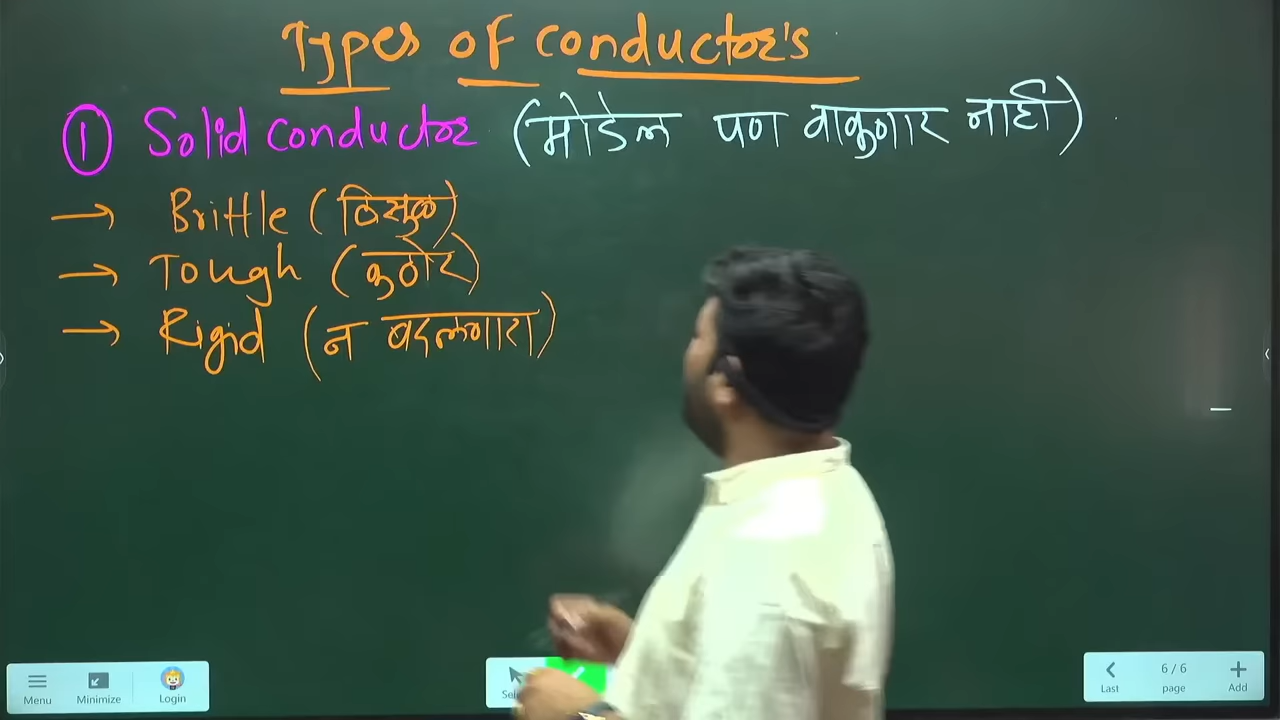 Types of conductor's
① Solid conductor (मोडेल पण वाकणार नाही)
→ Brittle (ठिसुळ)
→ Tough (कठोर)
→ Rigid (न बदलणारा)
Menu Minimize Login
Last 6/6 page Add